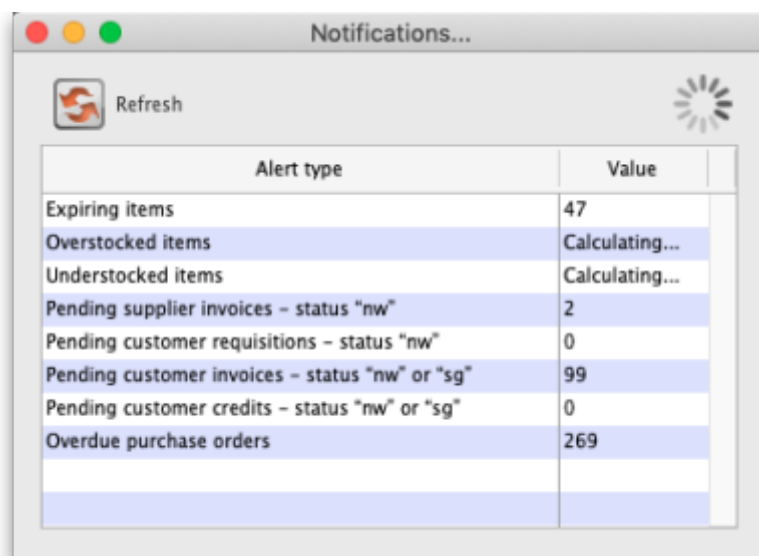 Notifications...
Refresh
Alert type Value
Expiring items 47
Overstocked items Calculating...
Understocked items Calculating...
Pending supplier invoices – status “nw” 2
Pending customer requisitions – status “nw” 0
Pending customer invoices – status “nw” or “sg” 99
Pending customer credits – status “nw” or “sg” 0
Overdue purchase orders 269